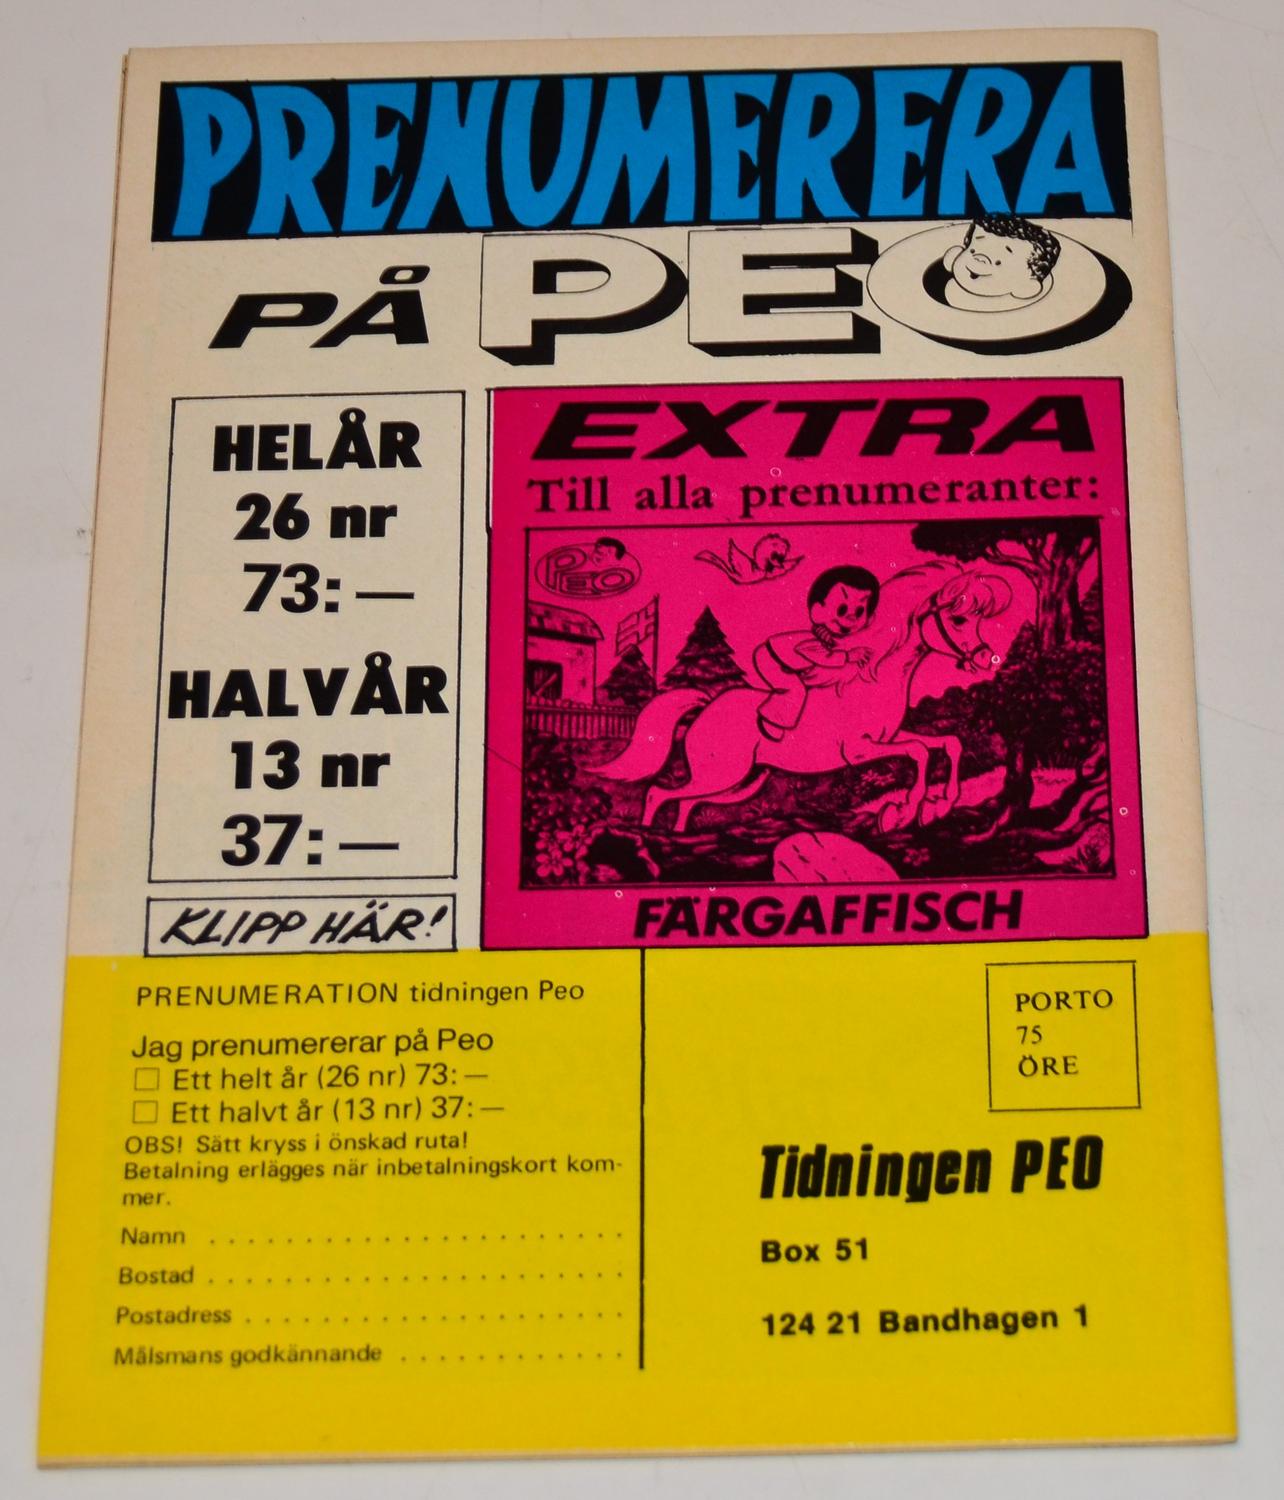 PRENUMERERA
PÅ PEO
HELÅR
26 nr
73:—
HALVÅR
13 nr
37:—
KLIPP HÄR!
EXTRA
Till alla prenumeranter:
PEO
FÄRGAFFISCH
PRENUMERATION tidningen Peo
Jag prenumererar på Peo
☐ Ett helt år (26 nr) 73:—
☐ Ett halvt år (13 nr) 37:—
OBS! Sätt kryss i önskad ruta!
Betalning erlägges när inbetalningskort kom-
mer.
Namn . . . . . . . . . . . . . . . . . . . . . .
Bostad . . . . . . . . . . . . . . . . . . . . . .
Postadress . . . . . . . . . . . . . . . . . . . .
Målsmans godkännande . . . . . . . . . . . .
PORTO
75
ÖRE
Tidningen PEO
Box 51
124 21 Bandhagen 1